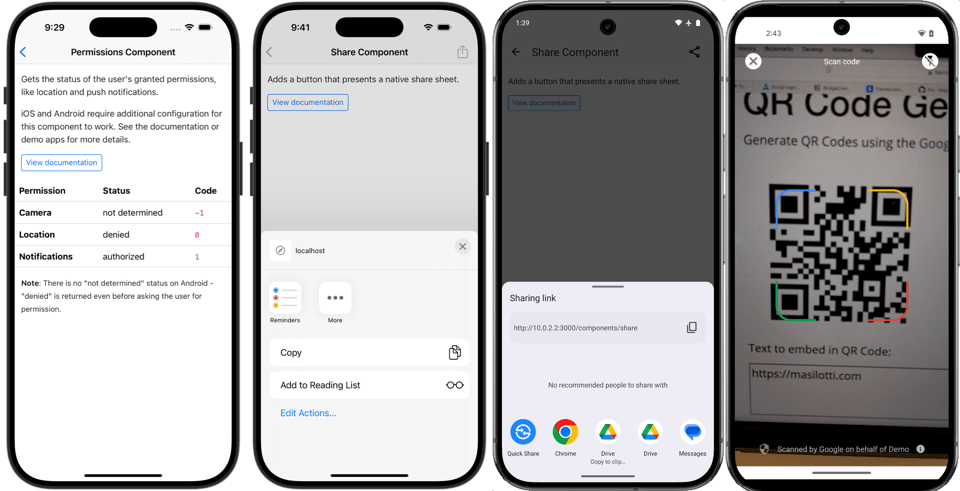 9:29
Permissions Component
Gets the status of the user's granted permissions,
like location and push notifications.
iOS and Android require additional configuration for
this component to work. See the documentation or
demo apps for more details.
View documentation
Permission Status Code
Camera not determined -1
Location denied 0
Notifications authorized 1
Note: There is no "not determined" status on Android -
"denied" is returned even before asking the user for
permission.
9:41
Share Component
Adds a button that presents a native share sheet.
View documentation
localhost
Reminders
More
Copy
Add to Reading List
Edit Actions...
1:39
Share Component
Adds a button that presents a native share sheet.
View documentation
Sharing link
http://10.0.2.2:3000/components/share
No recommended people to share with
Quick Share
Chrome
Drive
Copy to clip...
Drive
Messages
2:43
Bookmarks Develop Window Help
Scan code
QR Code Ge
Generate QR Codes using the Goog
Text to embed in QR Code:
https://masilotti.com
Scanned by Google on behalf of Demo